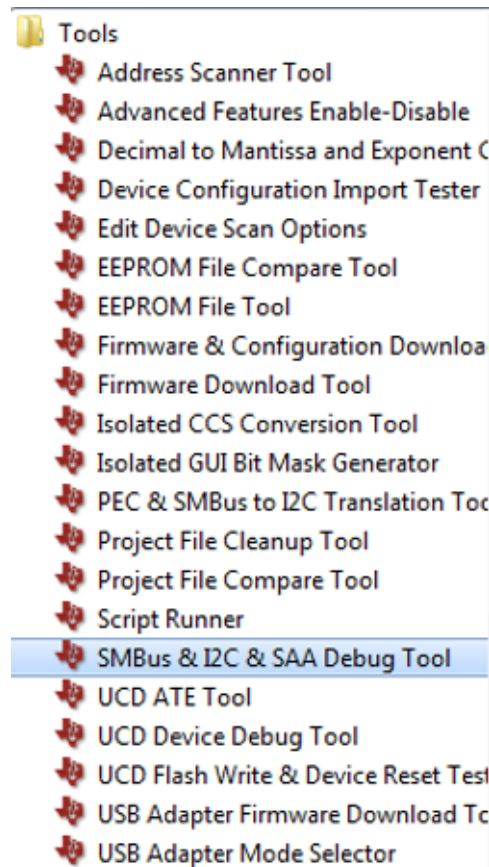 Tools
Address Scanner Tool
Advanced Features Enable-Disable
Decimal to Mantissa and Exponent
Device Configuration Import Tester
Edit Device Scan Options
EEPROM File Compare Tool
EEPROM File Tool
Firmware & Configuration Downloa
Firmware Download Tool
Isolated CCS Conversion Tool
Isolated GUI Bit Mask Generator
PEC & SMBus to I2C Translation Too
Project File Cleanup Tool
Project File Compare Tool
Script Runner
SMBus & I2C & SAA Debug Tool
UCD ATE Tool
UCD Device Debug Tool
UCD Flash Write & Device Reset Test
USB Adapter Firmware Download To
USB Adapter Mode Selector